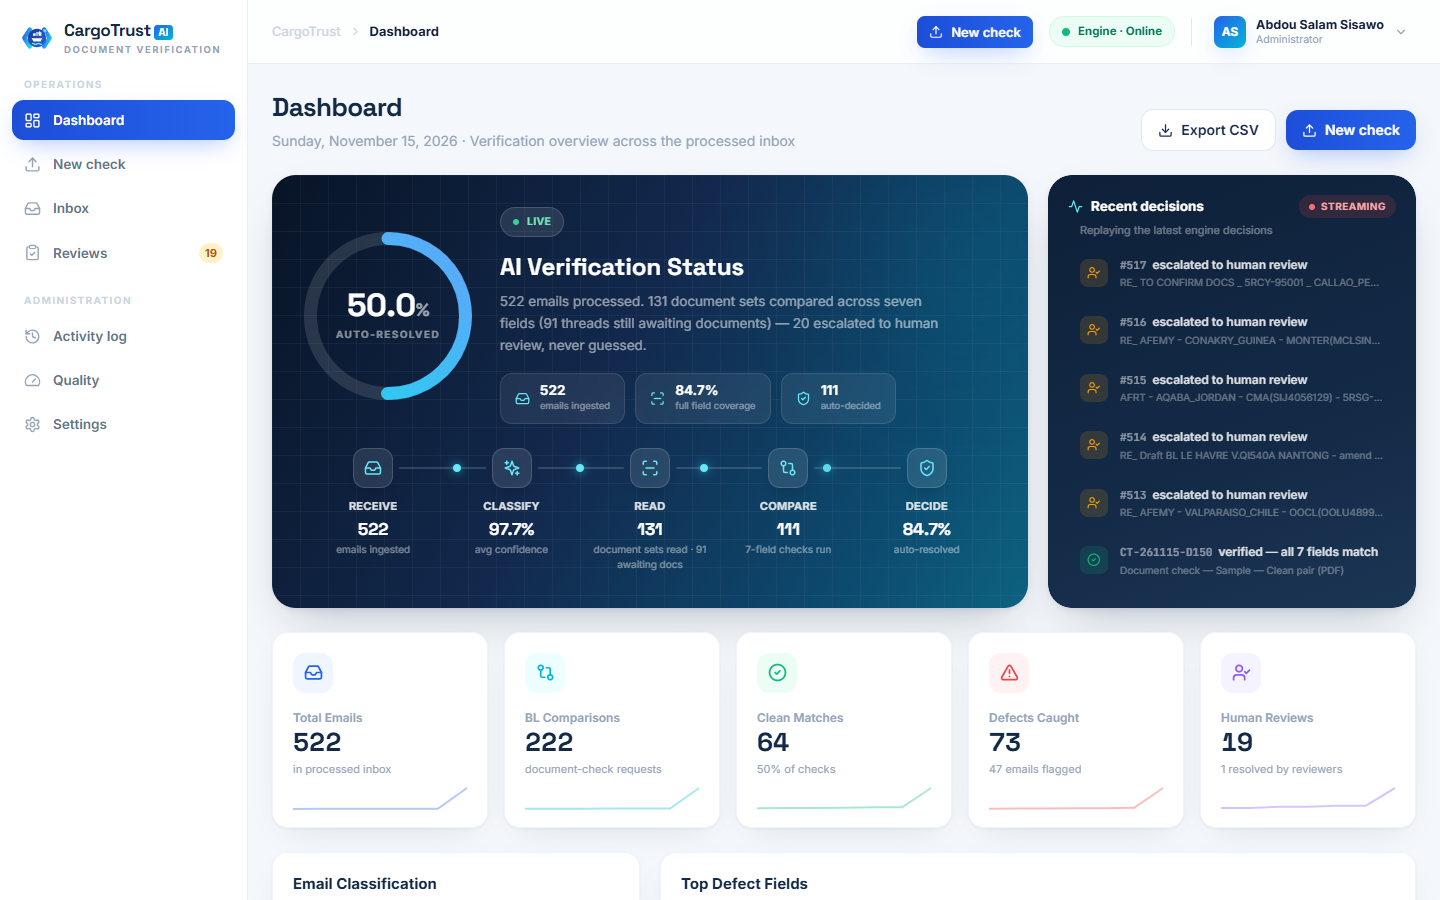 CargoTrust AI
DOCUMENT VERIFICATION
OPERATIONS
Dashboard
New check
Inbox
Reviews 19
ADMINISTRATION
Activity log
Quality
Settings
CargoTrust > Dashboard
New check
Engine · Online
AS
Abdou Salam Sisawo
Administrator
Dashboard
Sunday, November 15, 2026 · Verification overview across the processed inbox
Export CSV
New check
50.0%
AUTO-RESOLVED
LIVE
AI Verification Status
522 emails processed. 131 document sets compared across seven
fields (91 threads still awaiting documents) — 20 escalated to human
review, never guessed.
522
emails ingested
84.7%
full field coverage
111
auto-decided
RECEIVE
522
emails ingested
CLASSIFY
97.7%
avg confidence
READ
131
document sets read · 91
awaiting docs
COMPARE
111
7-field checks run
DECIDE
84.7%
auto-resolved
Recent decisions
STREAMING
Replaying the latest engine decisions
#517 escalated to human review
RE_ TO CONFIRM DOCS _ 5RCY-95001 _ CALLAO_PE...
#516 escalated to human review
RE_ AFEMY - CONAKRY_GUINEA - MONTER(MCLSIN...
#515 escalated to human review
AFRT - AQABA_JORDAN - CMA(SIJ4056129) - 5RSG-...
#514 escalated to human review
RE_ Draft BL LE HAVRE V.QI540A NANTONG - amend ...
#513 escalated to human review
RE_ AFEMY - VALPARAISO_CHILE - OOCL(OOLU4899...
CT-261115-D150 verified — all 7 fields match
Document check — Sample — Clean pair (PDF)
Total Emails
522
in processed inbox
BL Comparisons
222
document-check requests
Clean Matches
64
50% of checks
Defects Caught
73
47 emails flagged
Human Reviews
19
1 resolved by reviewers
Email Classification
Top Defect Fields